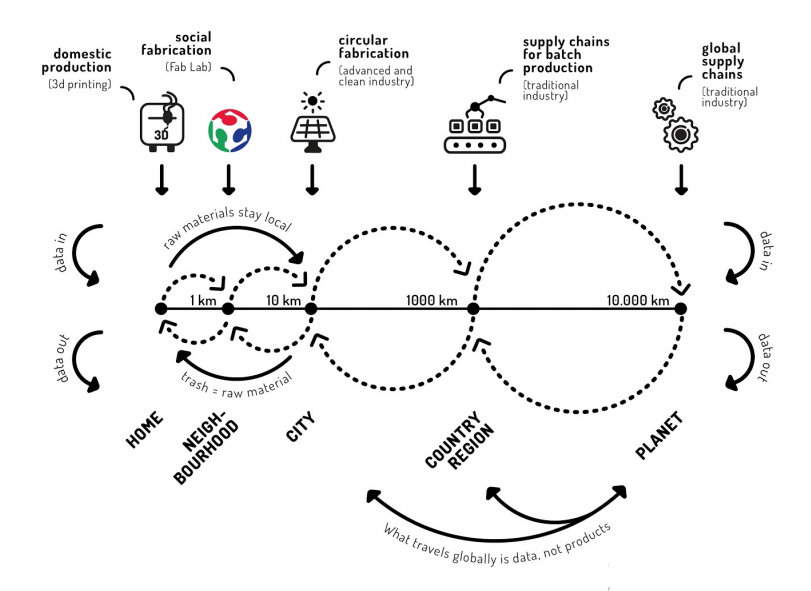 domestic
production
(3d printing)
social
fabrication
(Fab Lab)
circular
fabrication
(advanced and
clean industry)
supply chains
for batch
production
(traditional
industry)
global
supply
chains
(traditional
industry)
3D
data in
raw materials stay local
data in
1 km
10 km
1000 km
10.000 km
data out
trash = raw material
data out
HOME
NEIGH-
BOURHOOD
CITY
COUNTRY
REGION
PLANET
What travels globally is data, not products